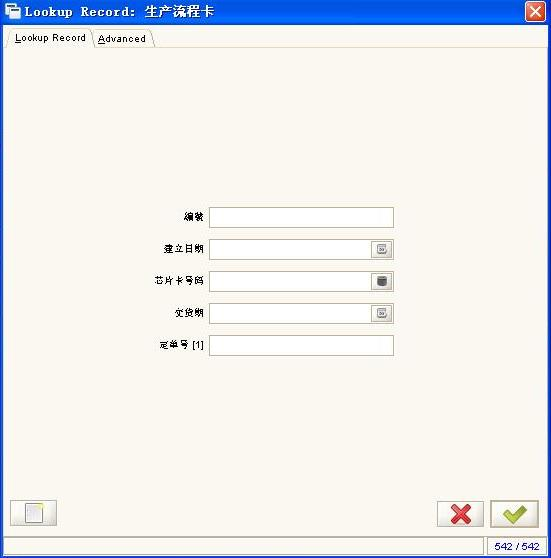 Lookup Record: 生产流程卡
Lookup Record
Advanced
编号
建立日期
芯片卡号码
交货期
定单号 [1]
542 / 542